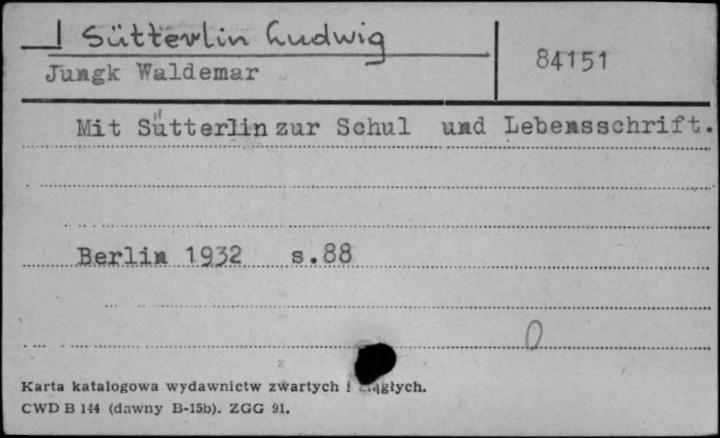 Sütterlin Ludwig
84151
Jungk Waldemar
Mit Sütterlin zur Schul und Lebensschrift.
Berlin 1932 s.88
0
Karta katalogowa wydawnictw zwartych i ciągłych.
CWD B 144 (dawny B-15b). ZGG 91.